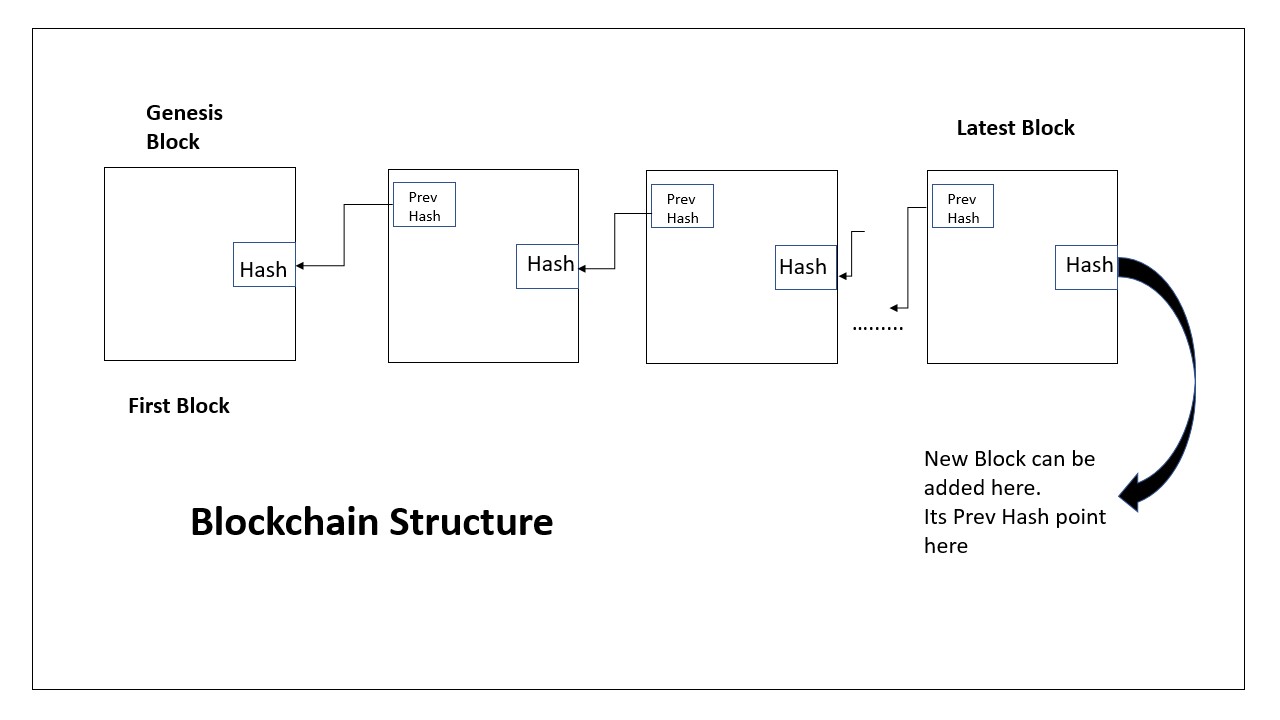 Genesis
Block
Latest Block
Prev
Hash
Prev
Hash
Prev
Hash
Hash
Hash
Hash
Hash
.........
First Block
New Block can be
added here.
Its Prev Hash point
here
Blockchain Structure